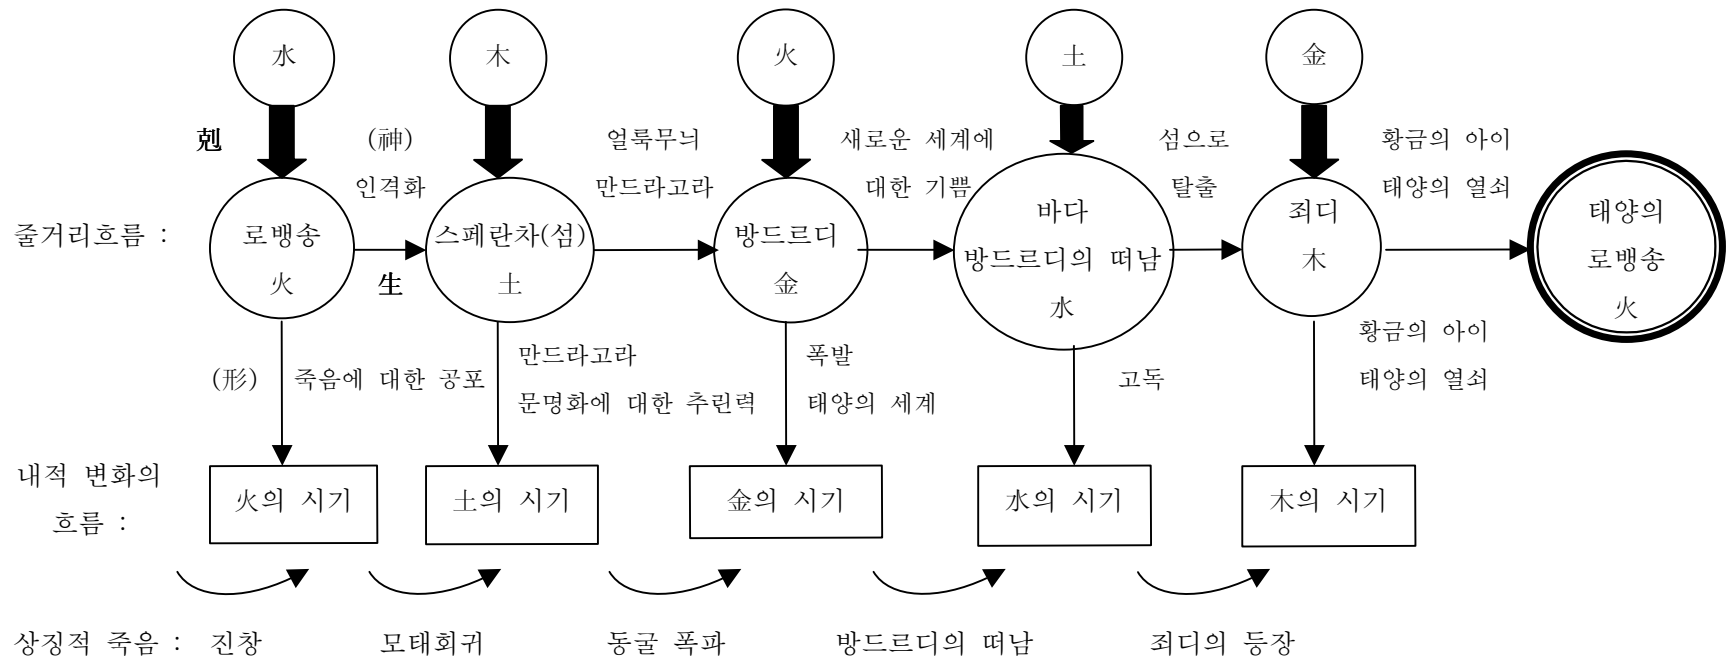 水
木
火
土
金
剋
(神)
인격화
얼룩무늬
만드라고라
새로운 세계에
대한 기쁨
섬으로
탈출
황금의 아이
태양의 열쇠
줄거리흐름 :
로뱅송
火
生
스페란차(섬)
土
방드르디
金
바다
방드르디의 떠남
水
죄디
木
태양의
로뱅송
火
(形)
죽음에 대한 공포
만드라고라
문명화에 대한 추린력
폭발
태양의 세계
고독
황금의 아이
태양의 열쇠
내적 변화의
흐름 :
火의 시기
土의 시기
金의 시기
水의 시기
木의 시기
상징적 죽음 : 진창
모태회귀
동굴 폭파
방드르디의 떠남
죄디의 등장